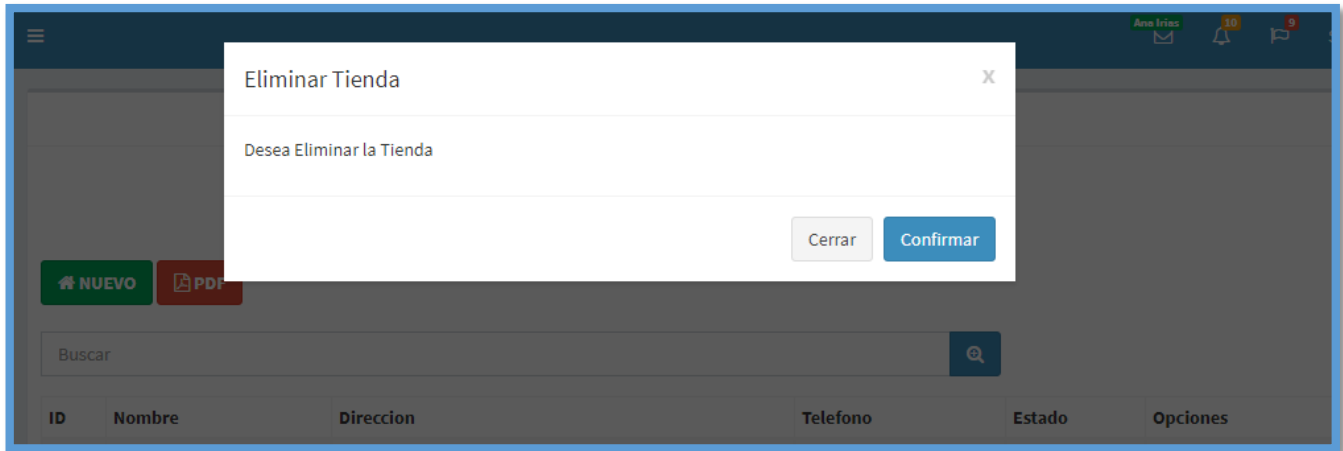 Ana Irias 10 9
Eliminar Tienda x
Desea Eliminar la Tienda
Cerrar Confirmar
NUEVO PDF
Buscar
ID Nombre Direccion Telefono Estado Opciones